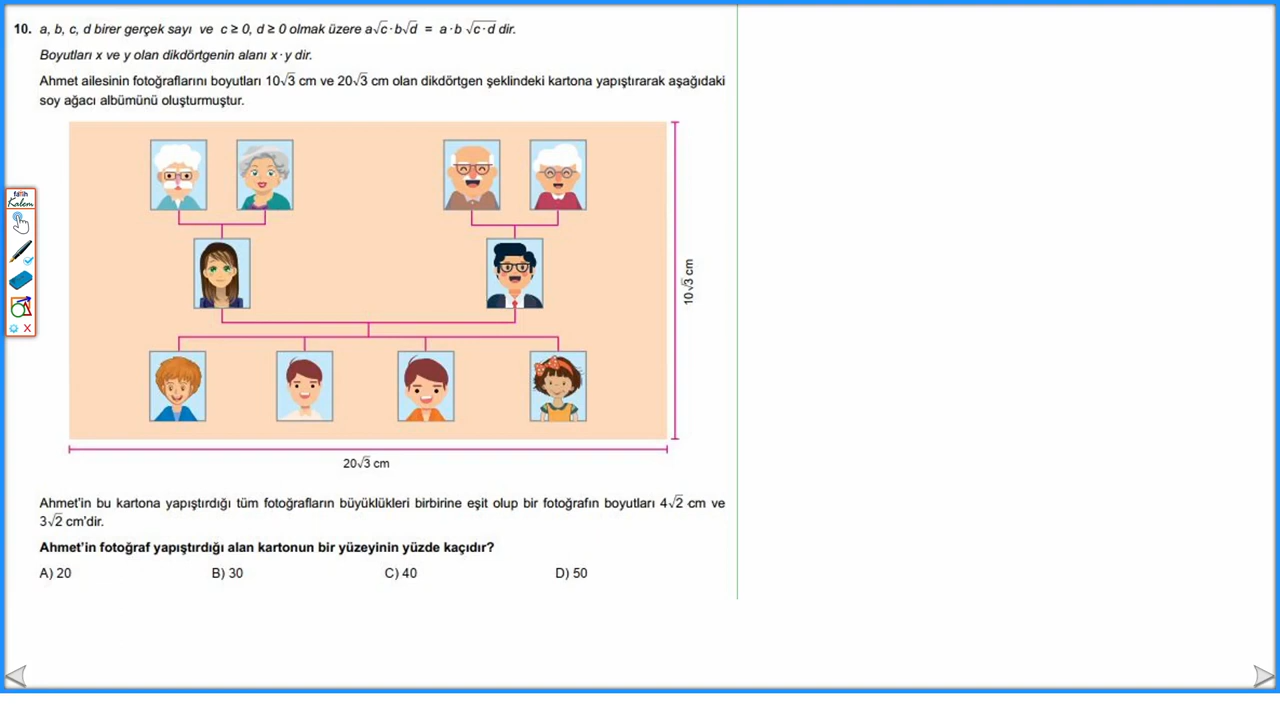 10. a, b, c, d birer gerçek sayı ve c ≥ 0, d ≥ 0 olmak üzere a√c · b√d = a · b √c · d dir.
Boyutları x ve y olan dikdörtgenin alanı x · y dir.
Ahmet ailesinin fotoğraflarını boyutları 10√3 cm ve 20√3 cm olan dikdörtgen şeklindeki kartona yapıştırarak aşağıdaki
soy ağacı albümünü oluşturmuştur.
fatih
Kalem
X
10√3 cm
20√3 cm
Ahmet'in bu kartona yapıştırdığı tüm fotoğrafların büyüklükleri birbirine eşit olup bir fotoğrafın boyutları 4√2 cm ve
3√2 cm'dir.
Ahmet'in fotoğraf yapıştırdığı alan kartonun bir yüzeyinin yüzde kaçıdır?
A) 20 B) 30 C) 40 D) 50